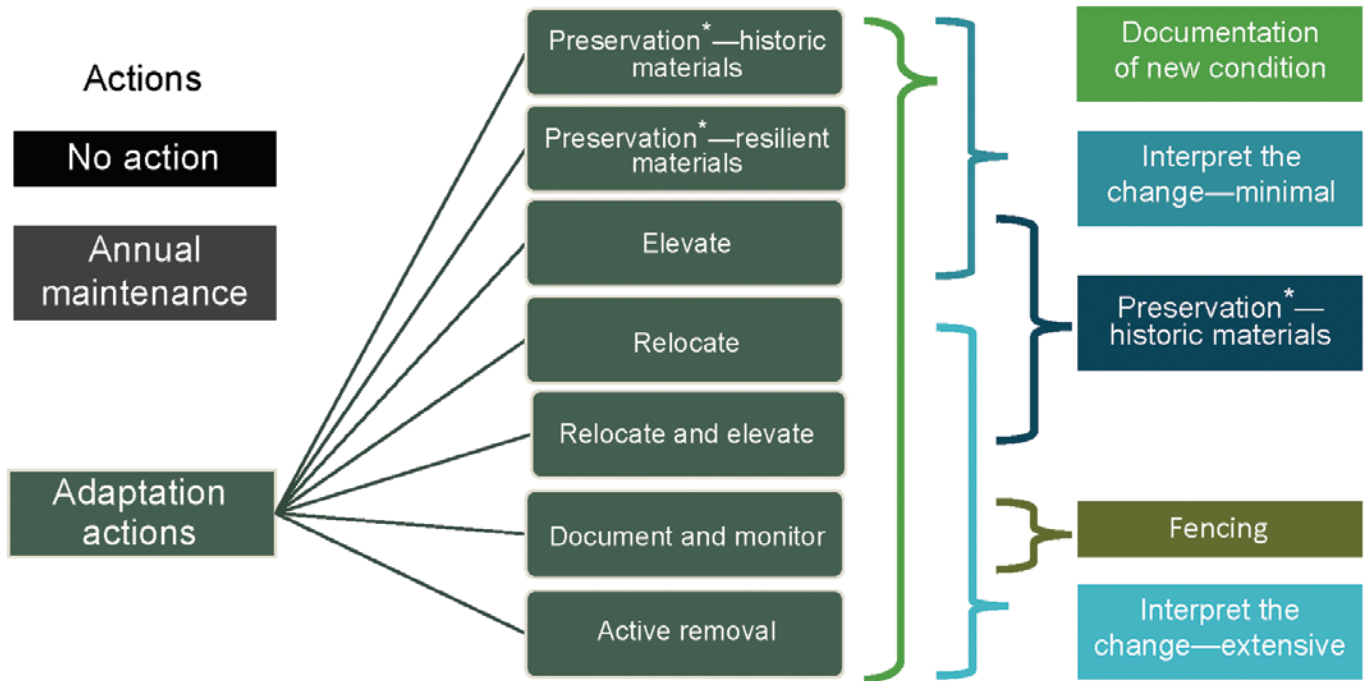 Actions
No action
Annual
maintenance
Adaptation
actions
Preservation*—historic
materials
Preservation*—resilient
materials
Elevate
Relocate
Relocate and elevate
Document and monitor
Active removal
Documentation
of new condition
Interpret the
change—minimal
Preservation*—
historic materials
Fencing
Interpret the
change—extensive